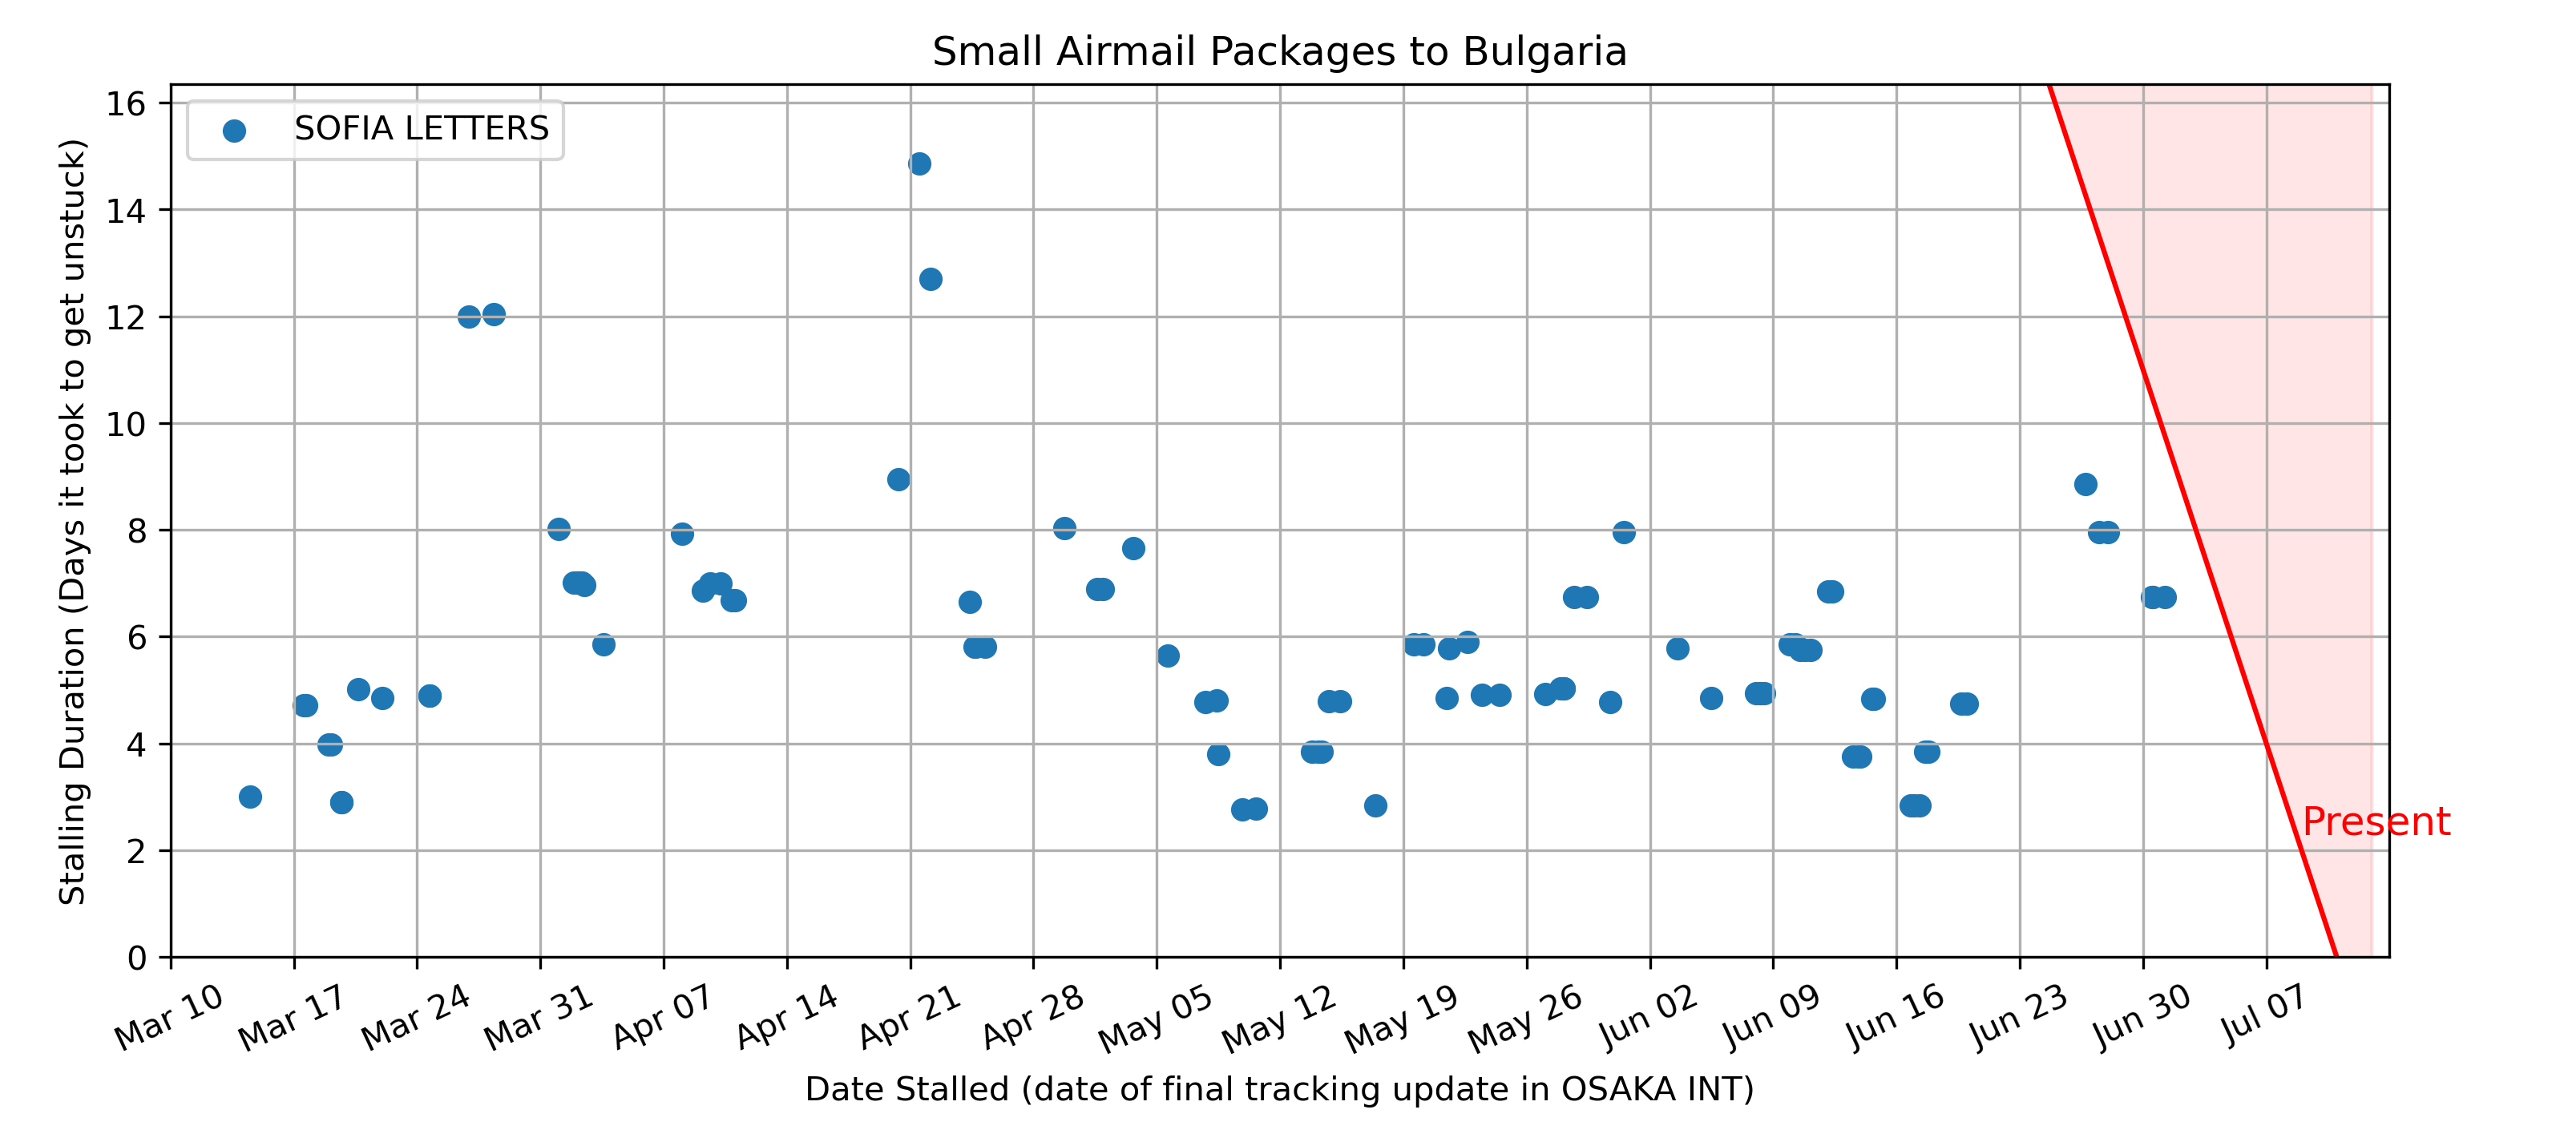 Small Airmail Packages to Bulgaria
SOFIA LETTERS
Stalling Duration (Days it took to get unstuck)
16
14
12
10
8
6
4
2
0
Present
Mar 10
Mar 17
Mar 24
Mar 31
Apr 07
Apr 14
Apr 21
Apr 28
May 05
May 12
May 19
May 26
Jun 02
Jun 09
Jun 16
Jun 23
Jun 30
Jul 07
Date Stalled (date of final tracking update in OSAKA INT)